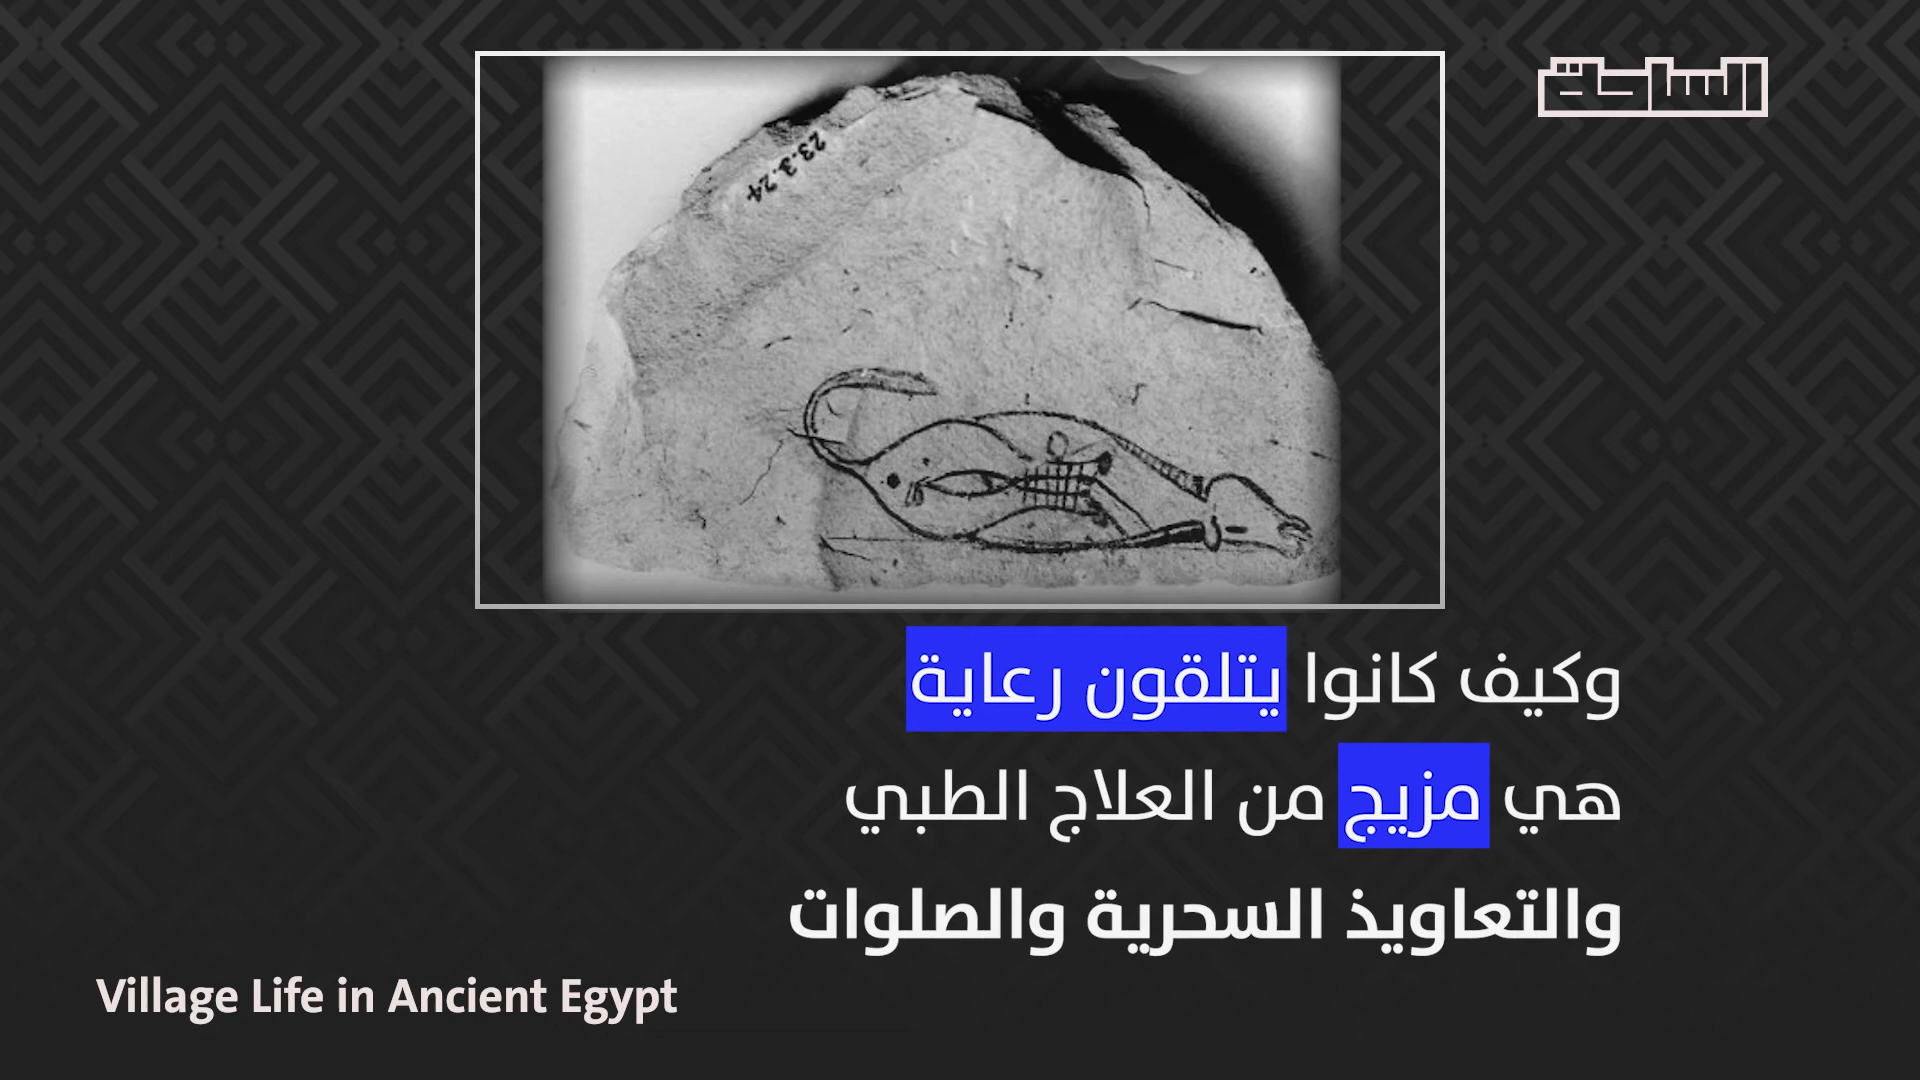 الساحة
23.3.24
وكيف كانوا يتلقون رعاية
هي مزيج من العلاج الطبي
والتعاويذ السحرية والصلوات
Village Life in Ancient Egypt